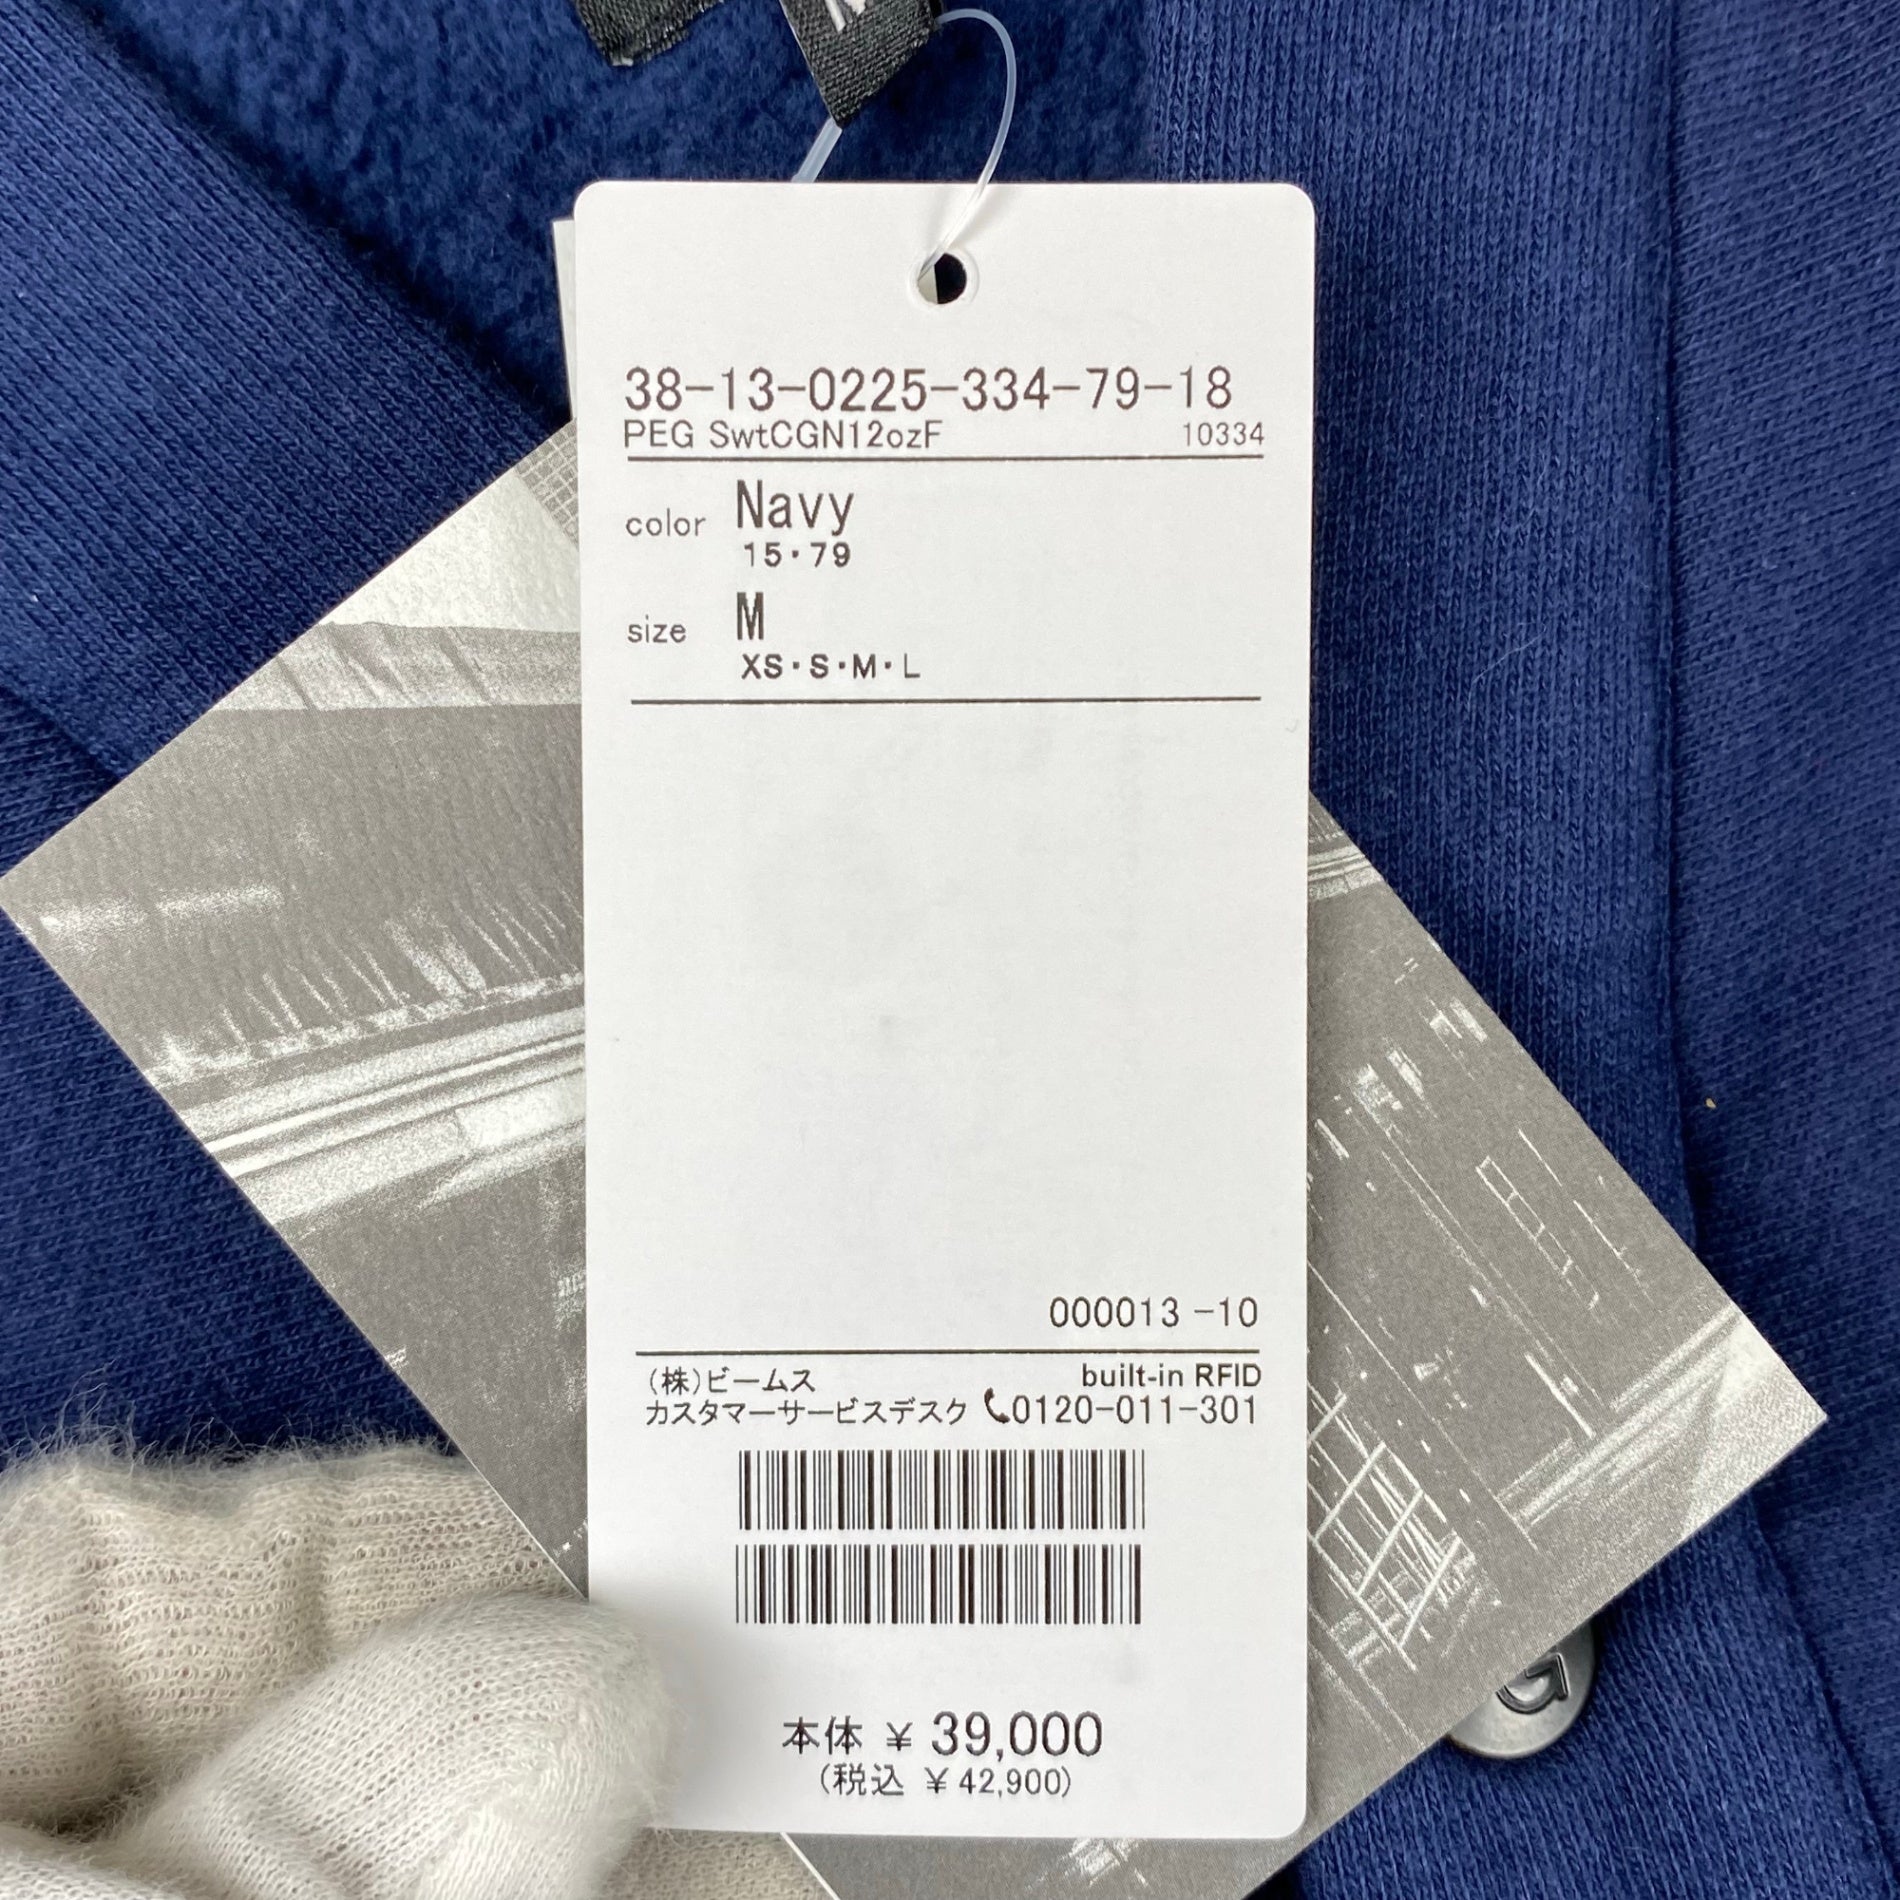 38-13-0225-334-79-18
PEG SwtCGN12ozF 10334
color Navy
15・79
size M
XS・S・M・L
000013 -10
(株)ビームス built-in RFID
カスタマーサービスデスク 0120-011-301
本体 ¥ 39,000
(税込 ¥ 42,900)
G